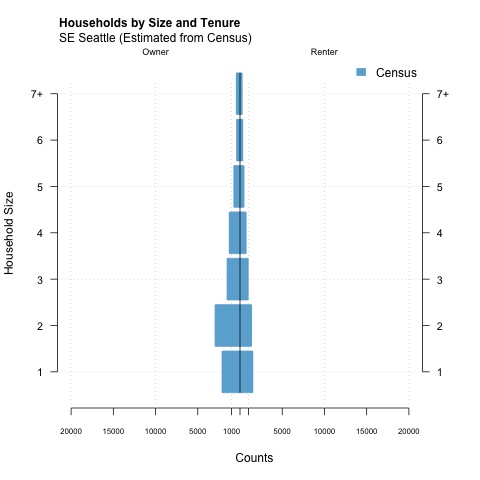 Households by Size and Tenure
SE Seattle (Estimated from Census)
Owner Renter
Census
7+ 7+
6 6
5 5
4 4
3 3
2 2
1 1
Household Size
20000 15000 10000 5000 1000 5000 10000 15000 20000
Counts